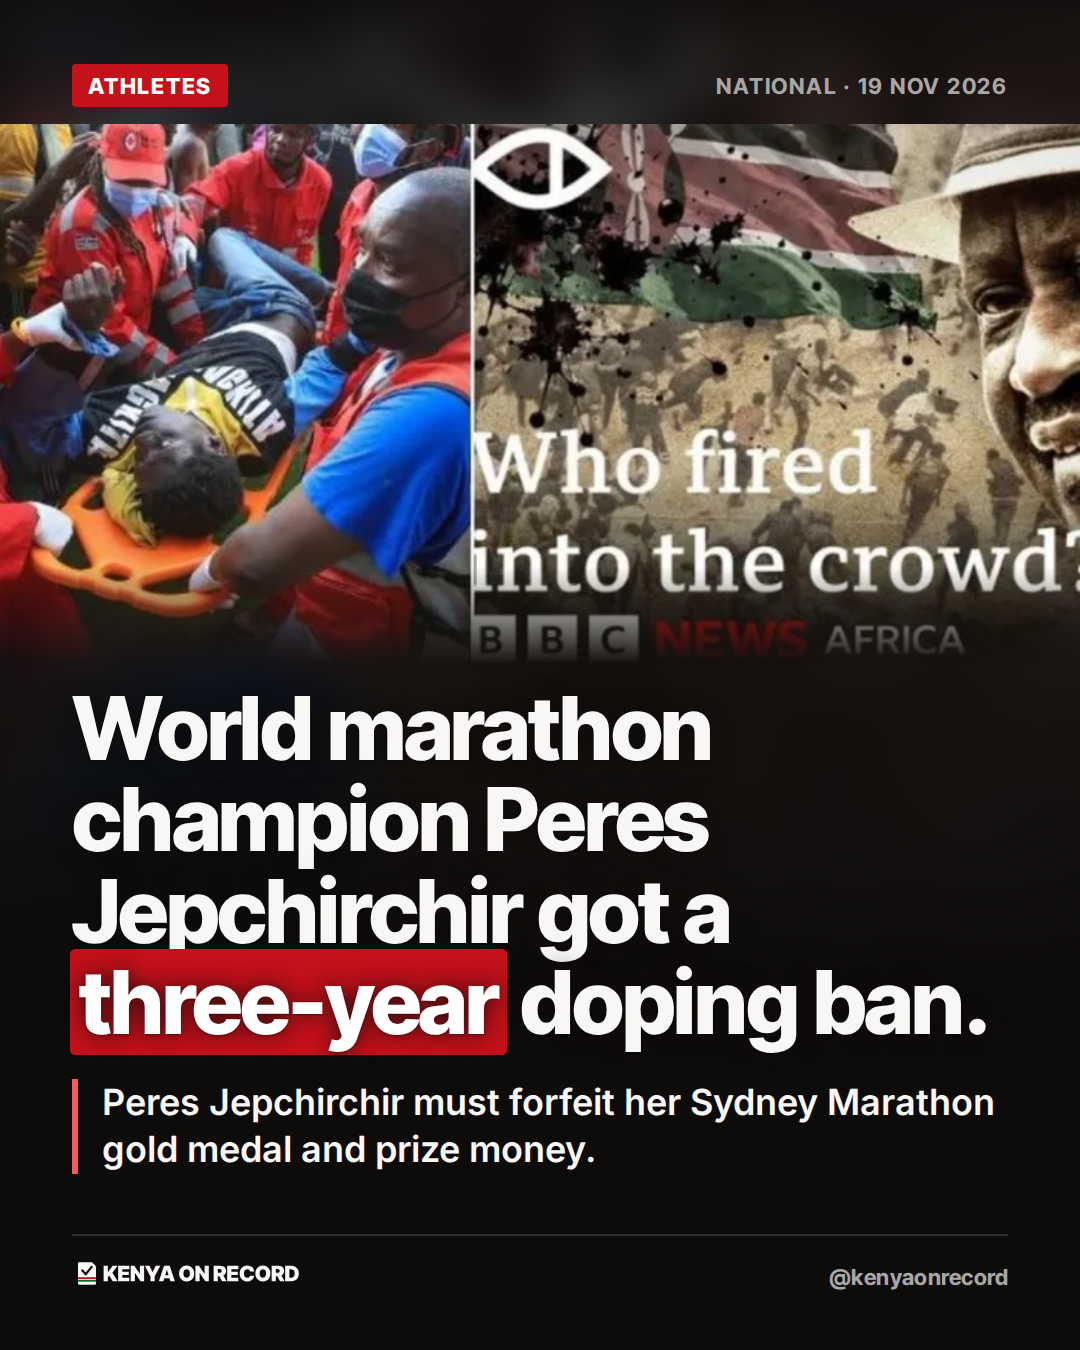 ATHLETES
NATIONAL · 19 NOV 2026
Who fired
into the crowd?
BBC NEWS AFRICA
World marathon
champion Peres
Jepchirchir got a
three-year doping ban.
Peres Jepchirchir must forfeit her Sydney Marathon
gold medal and prize money.
KENYA ON RECORD
@kenyaonrecord